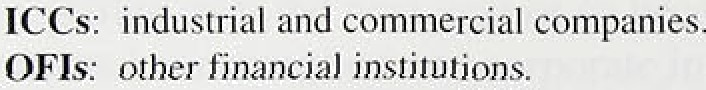 ICCs: industrial and commercial companies.
OFIs: other financial institutions.